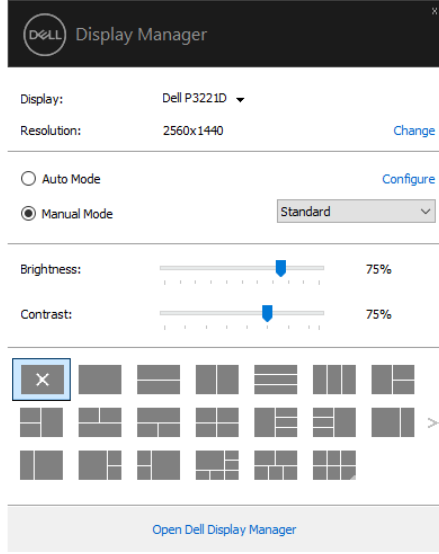 DELL Display Manager
Display: Dell P3221D
Resolution: 2560x1440 Change
Auto Mode Configure
Manual Mode Standard
Brightness: 75%
Contrast: 75%
Open Dell Display Manager